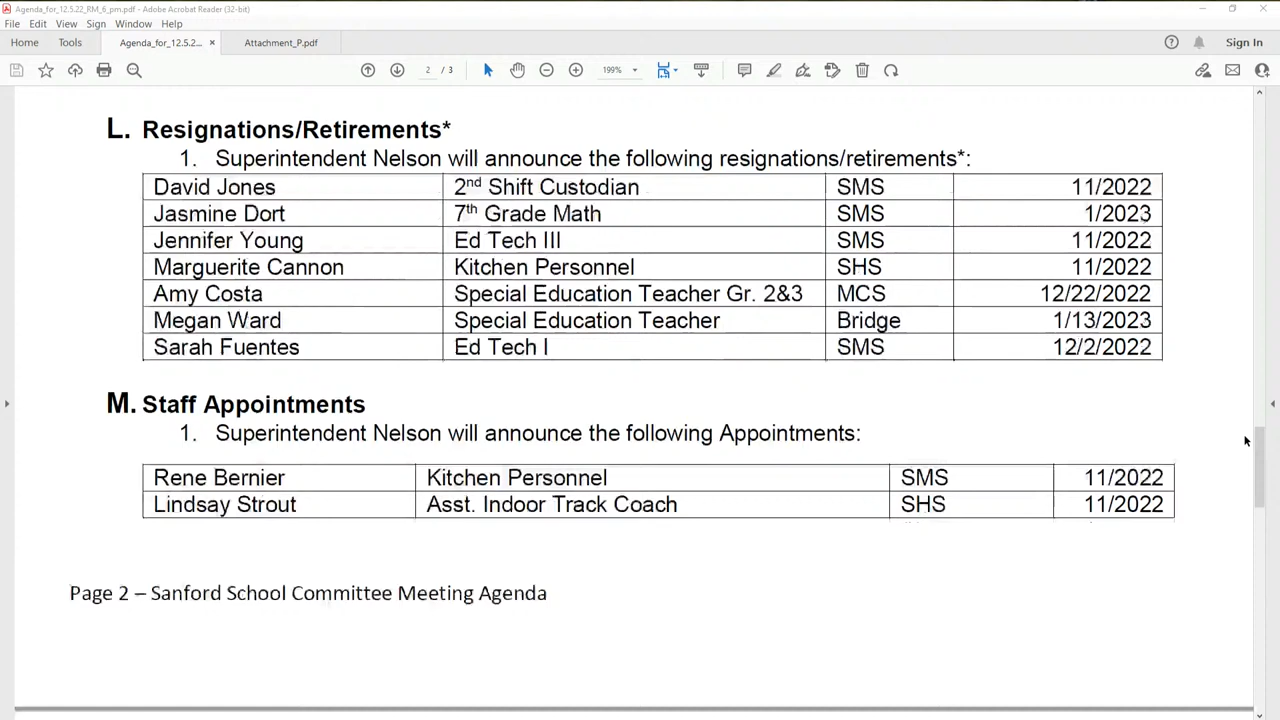 Agenda_for_12.5.22_RM_6_pm.pdf - Adobe Acrobat Reader (32-bit)
File Edit View Sign Window Help
Home Tools Agenda_for_12.5.2... × Attachment_P.pdf Sign In
2 / 3 199%
L. Resignations/Retirements*
1. Superintendent Nelson will announce the following resignations/retirements*:
David Jones 2nd Shift Custodian SMS 11/2022
Jasmine Dort 7th Grade Math SMS 1/2023
Jennifer Young Ed Tech III SMS 11/2022
Marguerite Cannon Kitchen Personnel SHS 11/2022
Amy Costa Special Education Teacher Gr. 2&3 MCS 12/22/2022
Megan Ward Special Education Teacher Bridge 1/13/2023
Sarah Fuentes Ed Tech I SMS 12/2/2022
M. Staff Appointments
1. Superintendent Nelson will announce the following Appointments:
Rene Bernier Kitchen Personnel SMS 11/2022
Lindsay Strout Asst. Indoor Track Coach SHS 11/2022
Page 2 – Sanford School Committee Meeting Agenda